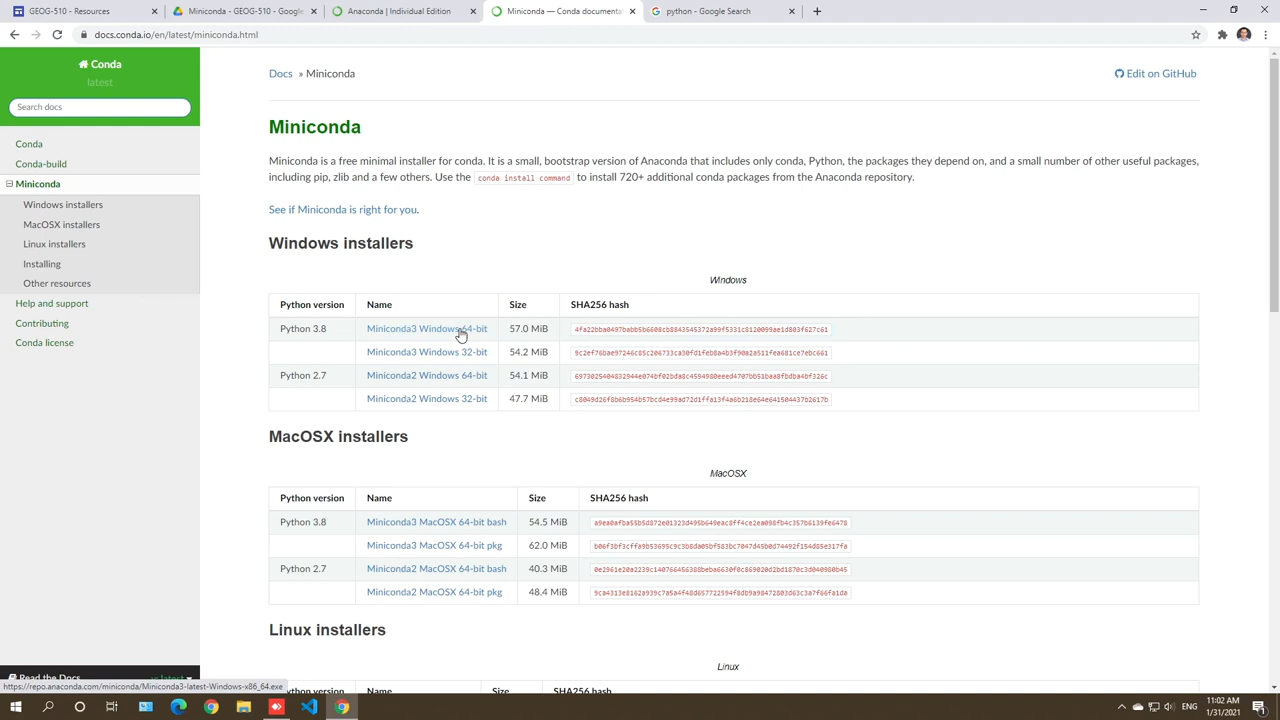 GEOG-510 - Resources
Miniconda - GEOG-510 - Google
Anaconda | Individual Edition
Miniconda — Conda documenta
python - Google Search
docs.conda.io/en/latest/miniconda.html
Conda
latest
Search docs
Conda
Conda-build
Miniconda
Windows installers
MacOSX installers
Linux installers
Installing
Other resources
Help and support
Contributing
Conda license
Read the Docs
v: latest
Docs » Miniconda
Edit on GitHub
Miniconda
Miniconda is a free minimal installer for conda. It is a small, bootstrap version of Anaconda that includes only conda, Python, the packages they depend on, and a small number of other useful packages,
including pip, zlib and a few others. Use the conda install command to install 720+ additional conda packages from the Anaconda repository.
See if Miniconda is right for you.
Windows installers
Windows
Python version Name Size SHA256 hash
Python 3.8 Miniconda3 Windows 64-bit 57.0 MiB
Miniconda3 Windows 32-bit 54.2 MiB
Python 2.7 Miniconda2 Windows 64-bit 54.1 MiB
Miniconda2 Windows 32-bit 47.7 MiB
MacOSX installers
MacOSX
Python version Name Size SHA256 hash
Python 3.8 Miniconda3 MacOSX 64-bit bash 54.5 MiB
Miniconda3 MacOSX 64-bit pkg 62.0 MiB
Python 2.7 Miniconda2 MacOSX 64-bit bash 40.3 MiB
Miniconda2 MacOSX 64-bit pkg 48.4 MiB
Linux installers
Linux
Python version Name Size SHA256 hash
https://repo.anaconda.com/miniconda/Miniconda3-latest-Windows-x86_64.exe
ENG
11:02 AM
1/31/2021